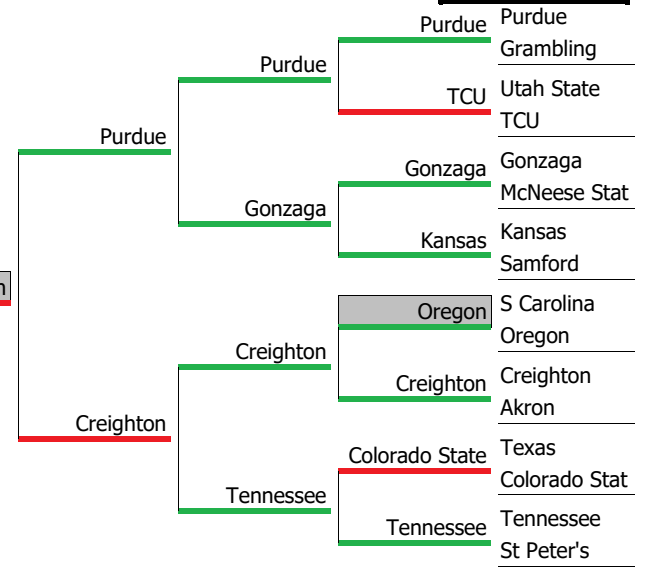 Purdue
Purdue
Grambling
Purdue
TCU
Utah State
TCU
Purdue
Gonzaga
Gonzaga
McNeese Stat
Gonzaga
Kansas
Kansas
Samford
n
Oregon
S Carolina
Oregon
Creighton
Creighton
Creighton
Akron
Creighton
Colorado State
Texas
Colorado Stat
Tennessee
Tennessee
Tennessee
St Peter's